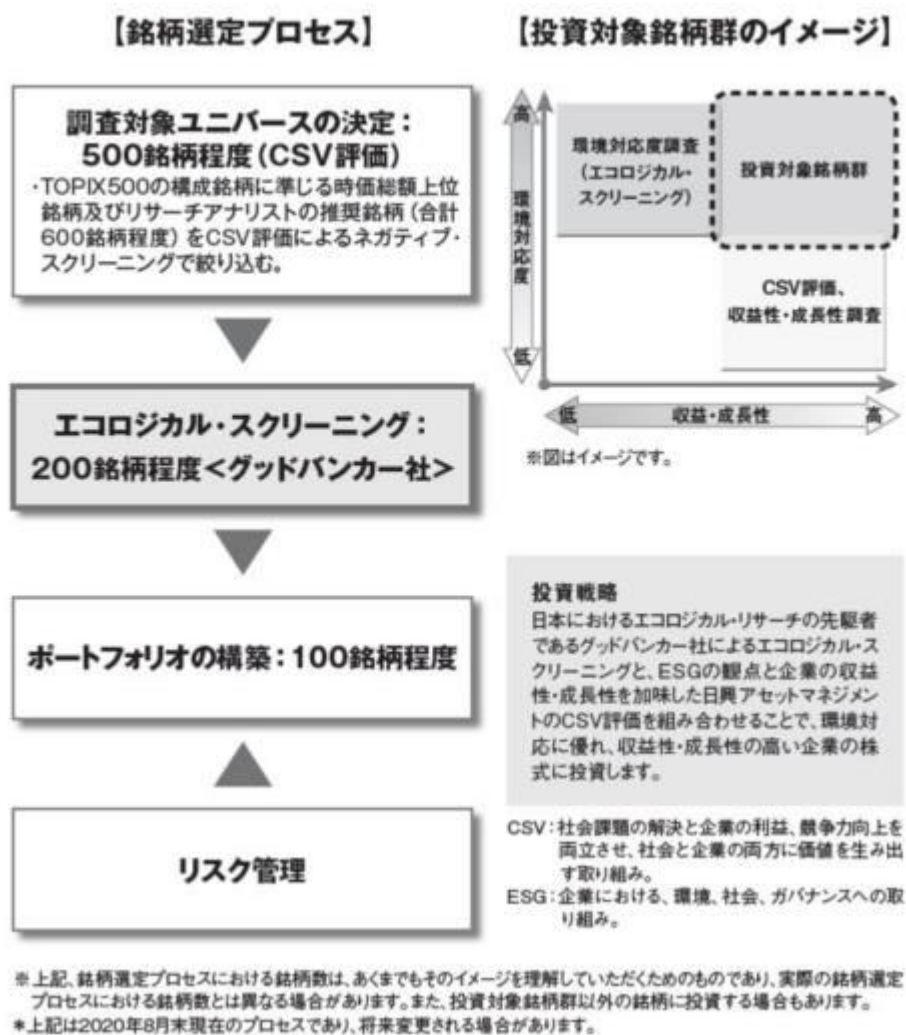 【銘柄選定プロセス】
調査対象ユニバースの決定：
500銘柄程度（CSV評価）
・TOPIX500の構成銘柄に準じる時価総額上位
銘柄及びリサーチアナリストの推奨銘柄（合計
600銘柄程度）をCSV評価によるネガティブ・
スクリーニングで絞り込む。
エコロジカル・スクリーニング：
200銘柄程度<グッドバンカー社>
ポートフォリオの構築：100銘柄程度
リスク管理
【投資対象銘柄群のイメージ】
高
環境対応度
低
環境対応度調査
（エコロジカル・
スクリーニング）
投資対象銘柄群
CSV評価、
収益性・成長性調査
低
収益・成長性
高
※図はイメージです。
投資戦略
日本におけるエコロジカル・リサーチの先駆者
であるグッドバンカー社によるエコロジカル・ス
クリーニングと、ESGの観点と企業の収益
性・成長性を加味した日興アセットマネジメン
トのCSV評価を組み合わせることで、環境対
応に優れ、収益性・成長性の高い企業の株
式に投資します。
CSV：社会課題の解決と企業の利益、競争力向上を
両立させ、社会と企業の両方に価値を生み出
す取り組み。
ESG：企業における、環境、社会、ガバナンスへの取
り組み。
※上記、銘柄選定プロセスにおける銘柄数は、あくまでもそのイメージを理解していただくためのものであり、実際の銘柄選定
プロセスにおける銘柄数とは異なる場合があります。また、投資対象銘柄群以外の銘柄に投資する場合もあります。
＊上記は2020年8月末現在のプロセスであり、将来変更される場合があります。